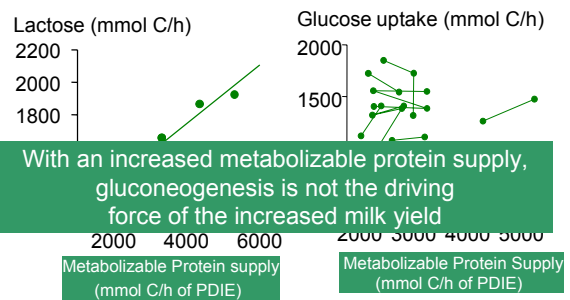 Lactose (mmol C/h)
2200
2000
1800
2000 4000 6000
Metabolizable Protein supply
(mmol C/h of PDIE)
Glucose uptake (mmol C/h)
2000
1500
2000 3000 4000 5000
Metabolizable Protein Supply
(mmol C/h of PDIE)
With an increased metabolizable protein supply,
gluconeogenesis is not the driving
force of the increased milk yield